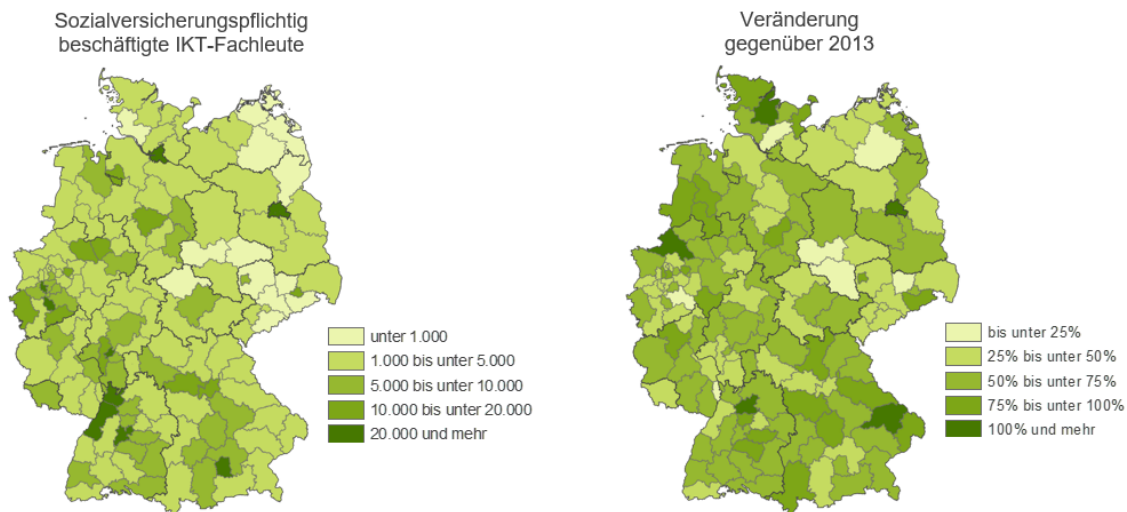 Sozialversicherungspflichtig
beschäftigte IKT-Fachleute
unter 1.000
1.000 bis unter 5.000
5.000 bis unter 10.000
10.000 bis unter 20.000
20.000 und mehr
Veränderung
gegenüber 2013
bis unter 25%
25% bis unter 50%
50% bis unter 75%
75% bis unter 100%
100% und mehr